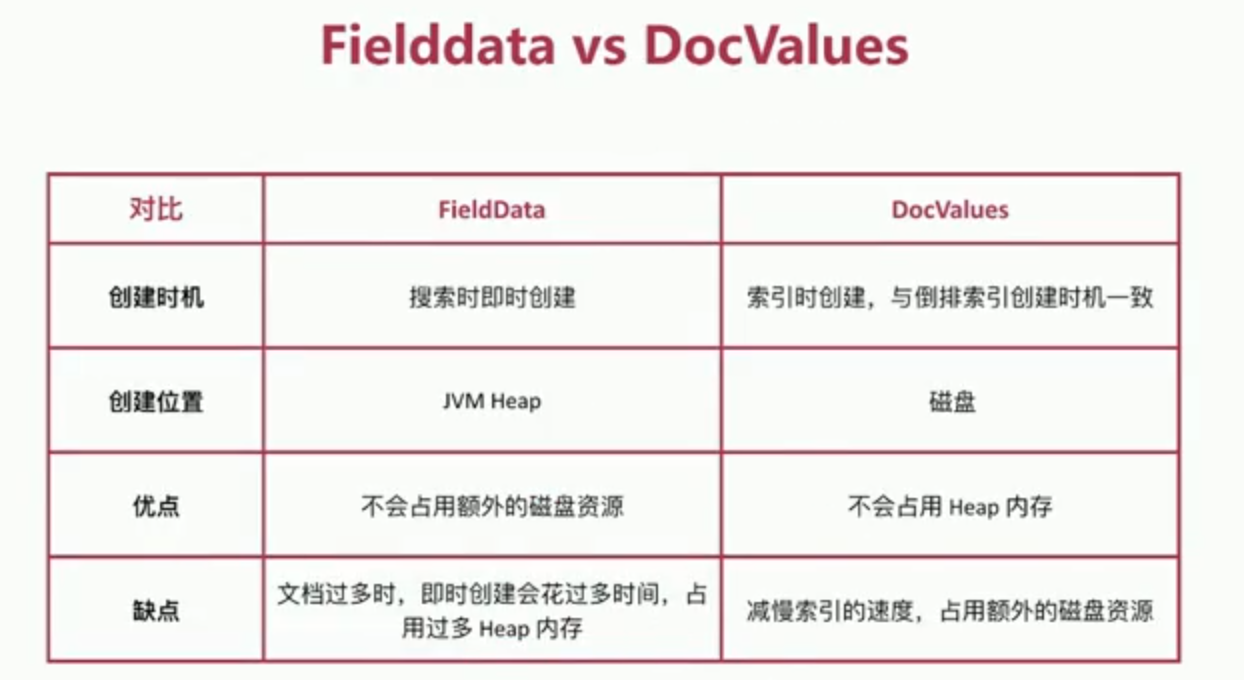 Fielddata vs DocValues
对比 FieldData DocValues
创建时机 搜索时即时创建 索引时创建，与倒排索引创建时机一致
创建位置 JVM Heap 磁盘
优点 不会占用额外的磁盘资源 不会占用 Heap 内存
缺点 文档过多时，即时创建会花过多时间，占
用过多 Heap 内存 减慢索引的速度，占用额外的磁盘资源